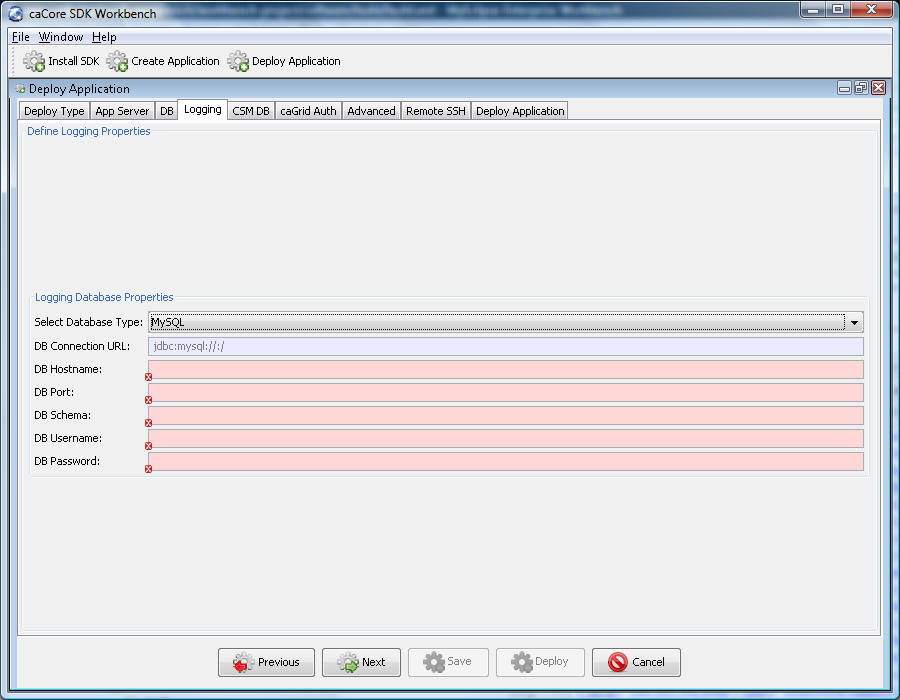 caCore SDK Workbench
File Window Help
Install SDK Create Application Deploy Application
Deploy Application
Deploy Type App Server DB Logging CSM DB caGrid Auth Advanced Remote SSH Deploy Application
Define Logging Properties
Logging Database Properties
Select Database Type: MySQL
DB Connection URL: jdbc:mysql://:/
DB Hostname:
DB Port:
DB Schema:
DB Username:
DB Password:
Previous Next Save Deploy Cancel